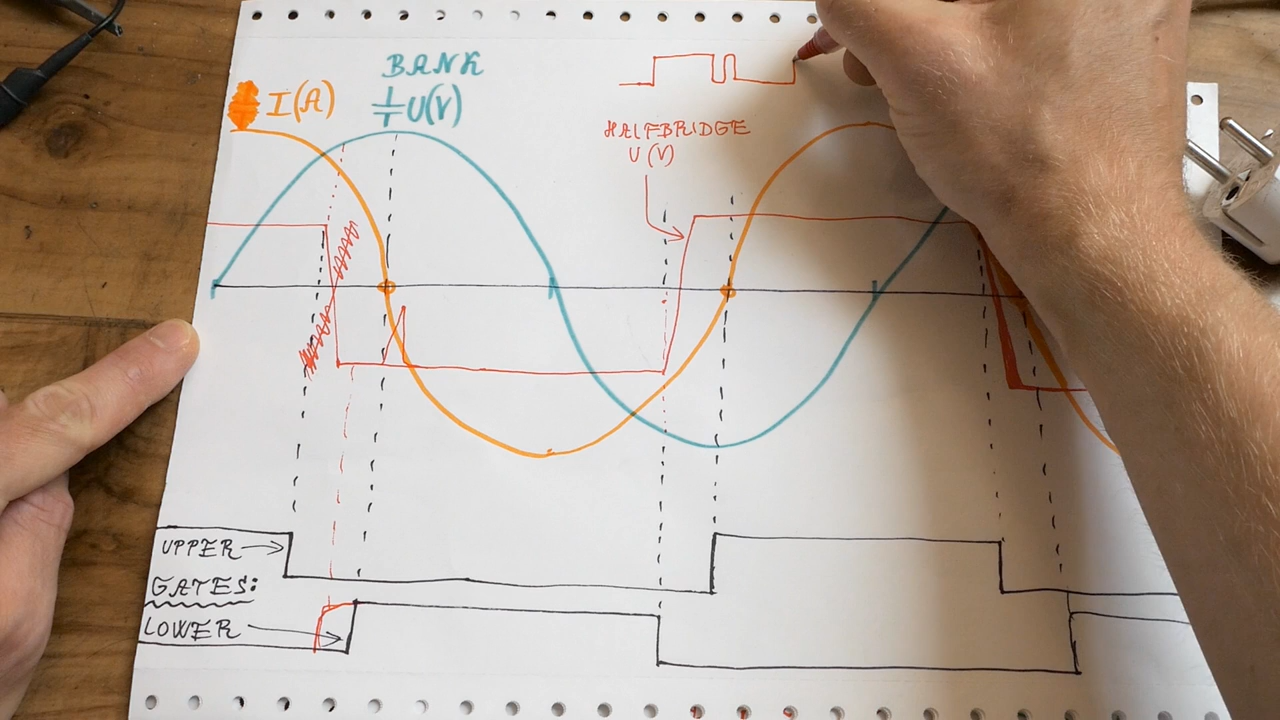 BANK
I(A)
U(V)
HALFBRIDGE
U(V)
UPPER
GATES:
LOWER